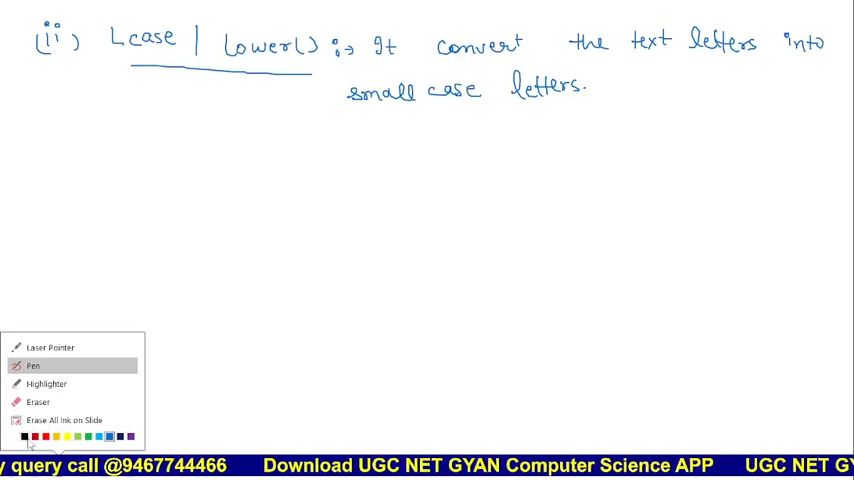 (ii) Lcase | Lower() :→ It convert the text letters into
small case letters.
Laser Pointer
Pen
Highlighter
Eraser
Erase All Ink on Slide
y query call @9467744466 Download UGC NET GYAN Computer Science APP UGC NET GY